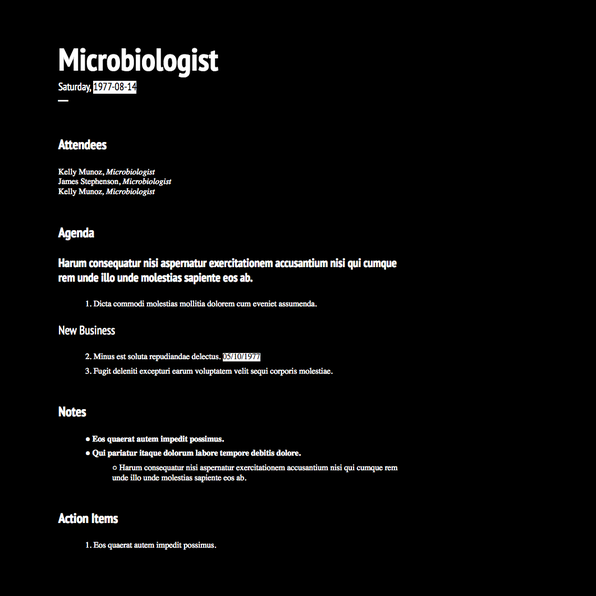 Microbiologist
Saturday, 1977-08-14
Attendees
Kelly Munoz, Microbiologist
James Stephenson, Microbiologist
Kelly Munoz, Microbiologist
Agenda
Harum consequatur nisi aspernatur exercitationem accusantium nisi qui cumque
rem unde illo unde molestias sapiente eos ab.
1. Dicta commodi molestias mollitia dolorem cum eveniet assumenda.
New Business
2. Minus est soluta repudiandae delectus. 05/10/1977
3. Fugit deleniti excepturi earum voluptatem velit sequi corporis molestiae.
Notes
● Eos quaerat autem impedit possimus.
● Qui pariatur itaque dolorum labore tempore debitis dolore.
○ Harum consequatur nisi aspernatur exercitationem accusantium nisi qui cumque rem
unde illo unde molestias sapiente eos ab.
Action Items
1. Eos quaerat autem impedit possimus.